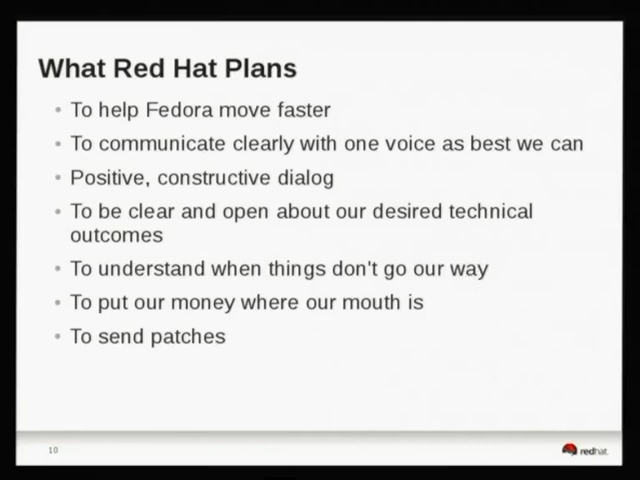 What Red Hat Plans
• To help Fedora move faster
• To communicate clearly with one voice as best we can
• Positive, constructive dialog
• To be clear and open about our desired technical
outcomes
• To understand when things don't go our way
• To put our money where our mouth is
• To send patches
10
redhat.